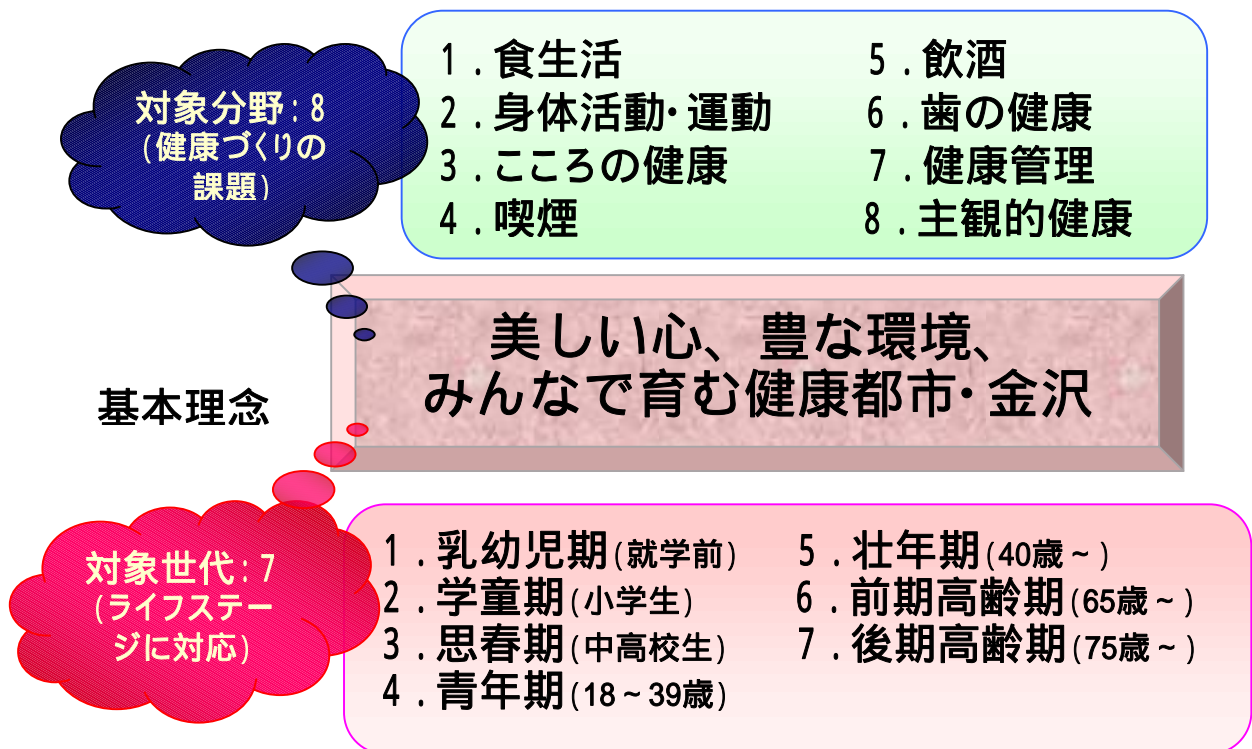 対象分野:8
(健康づくりの
課題)
1.食生活
2.身体活動・運動
3.こころの健康
4.喫煙
5.飲酒
6.歯の健康
7.健康管理
8.主観的健康
基本理念
美しい心、豊な環境、
みんなで育む健康都市・金沢
対象世代:7
(ライフステー
ジに対応)
1.乳幼児期(就学前)
2.学童期(小学生)
3.思春期(中高校生)
4.青年期(18~39歳)
5.壮年期(40歳~)
6.前期高齢期(65歳~)
7.後期高齢期(75歳~)